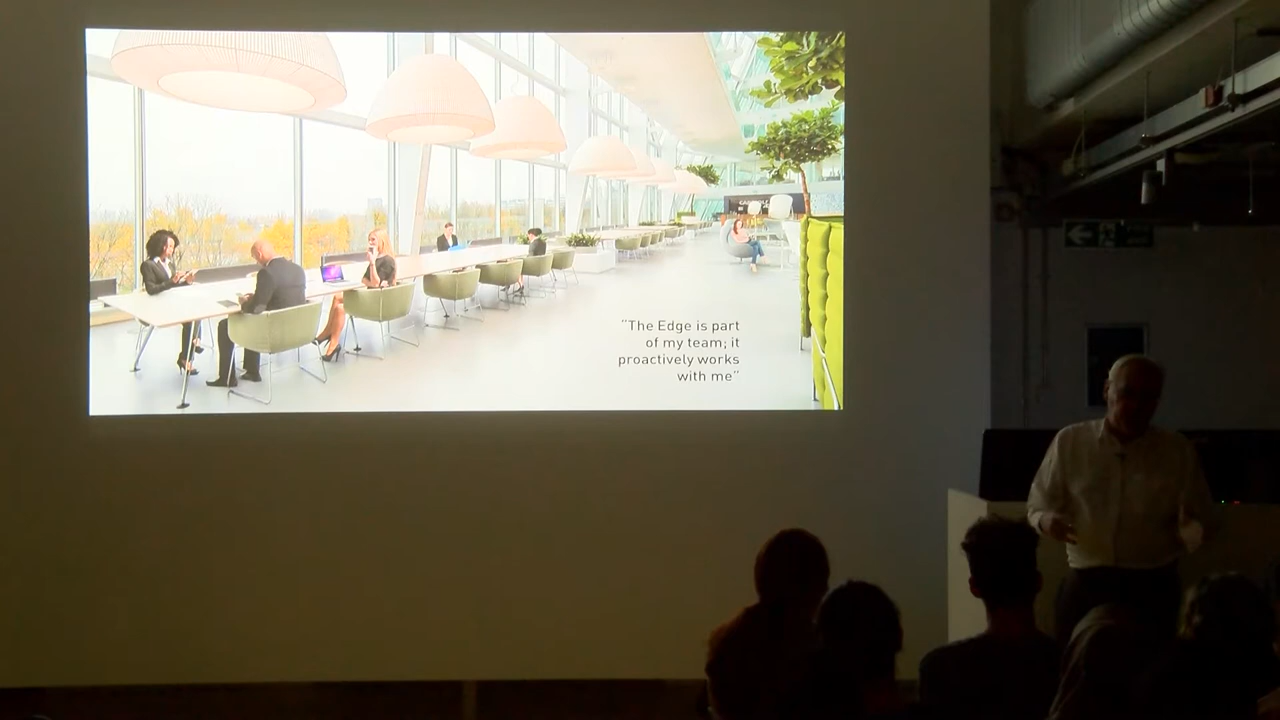 "The Edge is part
of my team; it
proactively works
with me"